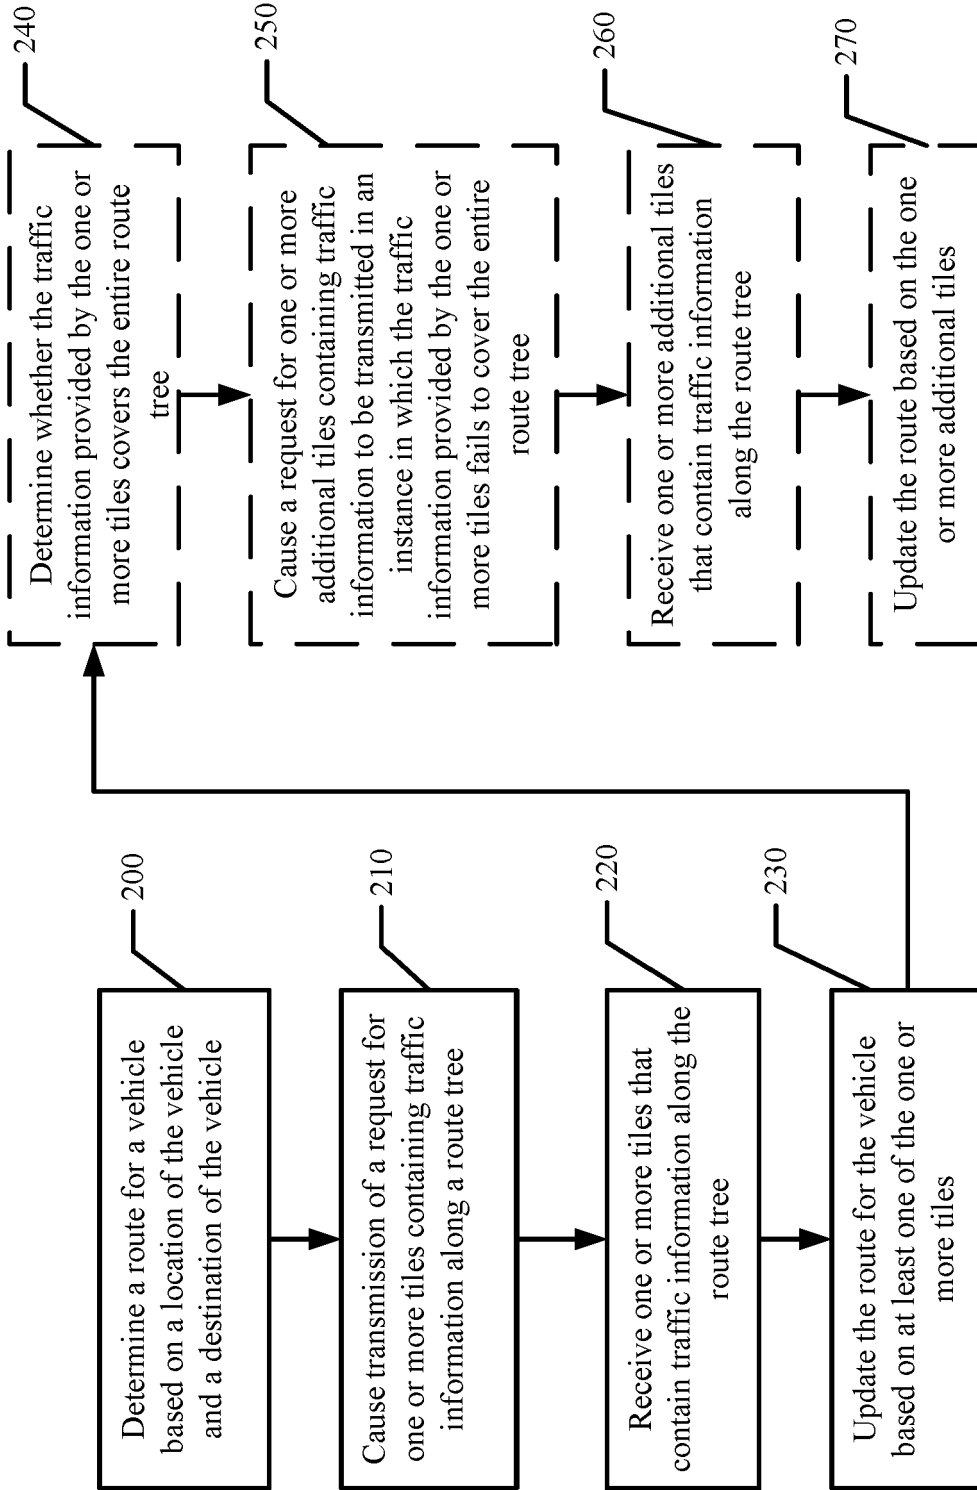 Determine a route for a vehicle
based on a location of the vehicle
and a destination of the vehicle
200
Cause transmission of a request for
one or more tiles containing traffic
information along a route tree
210
Receive one or more tiles that
contain traffic information along the
route tree
220
Update the route for the vehicle
based on at least one of the one or
more tiles
230
Determine whether the traffic
information provided by the one or
more tiles covers the entire route
tree
240
Cause a request for one or more
additional tiles containing traffic
information to be transmitted in an
instance in which the traffic
information provided by the one or
more tiles fails to cover the entire
route tree
250
Receive one or more additional tiles
that contain traffic information
along the route tree
260
Update the route based on the one
or more additional tiles
270